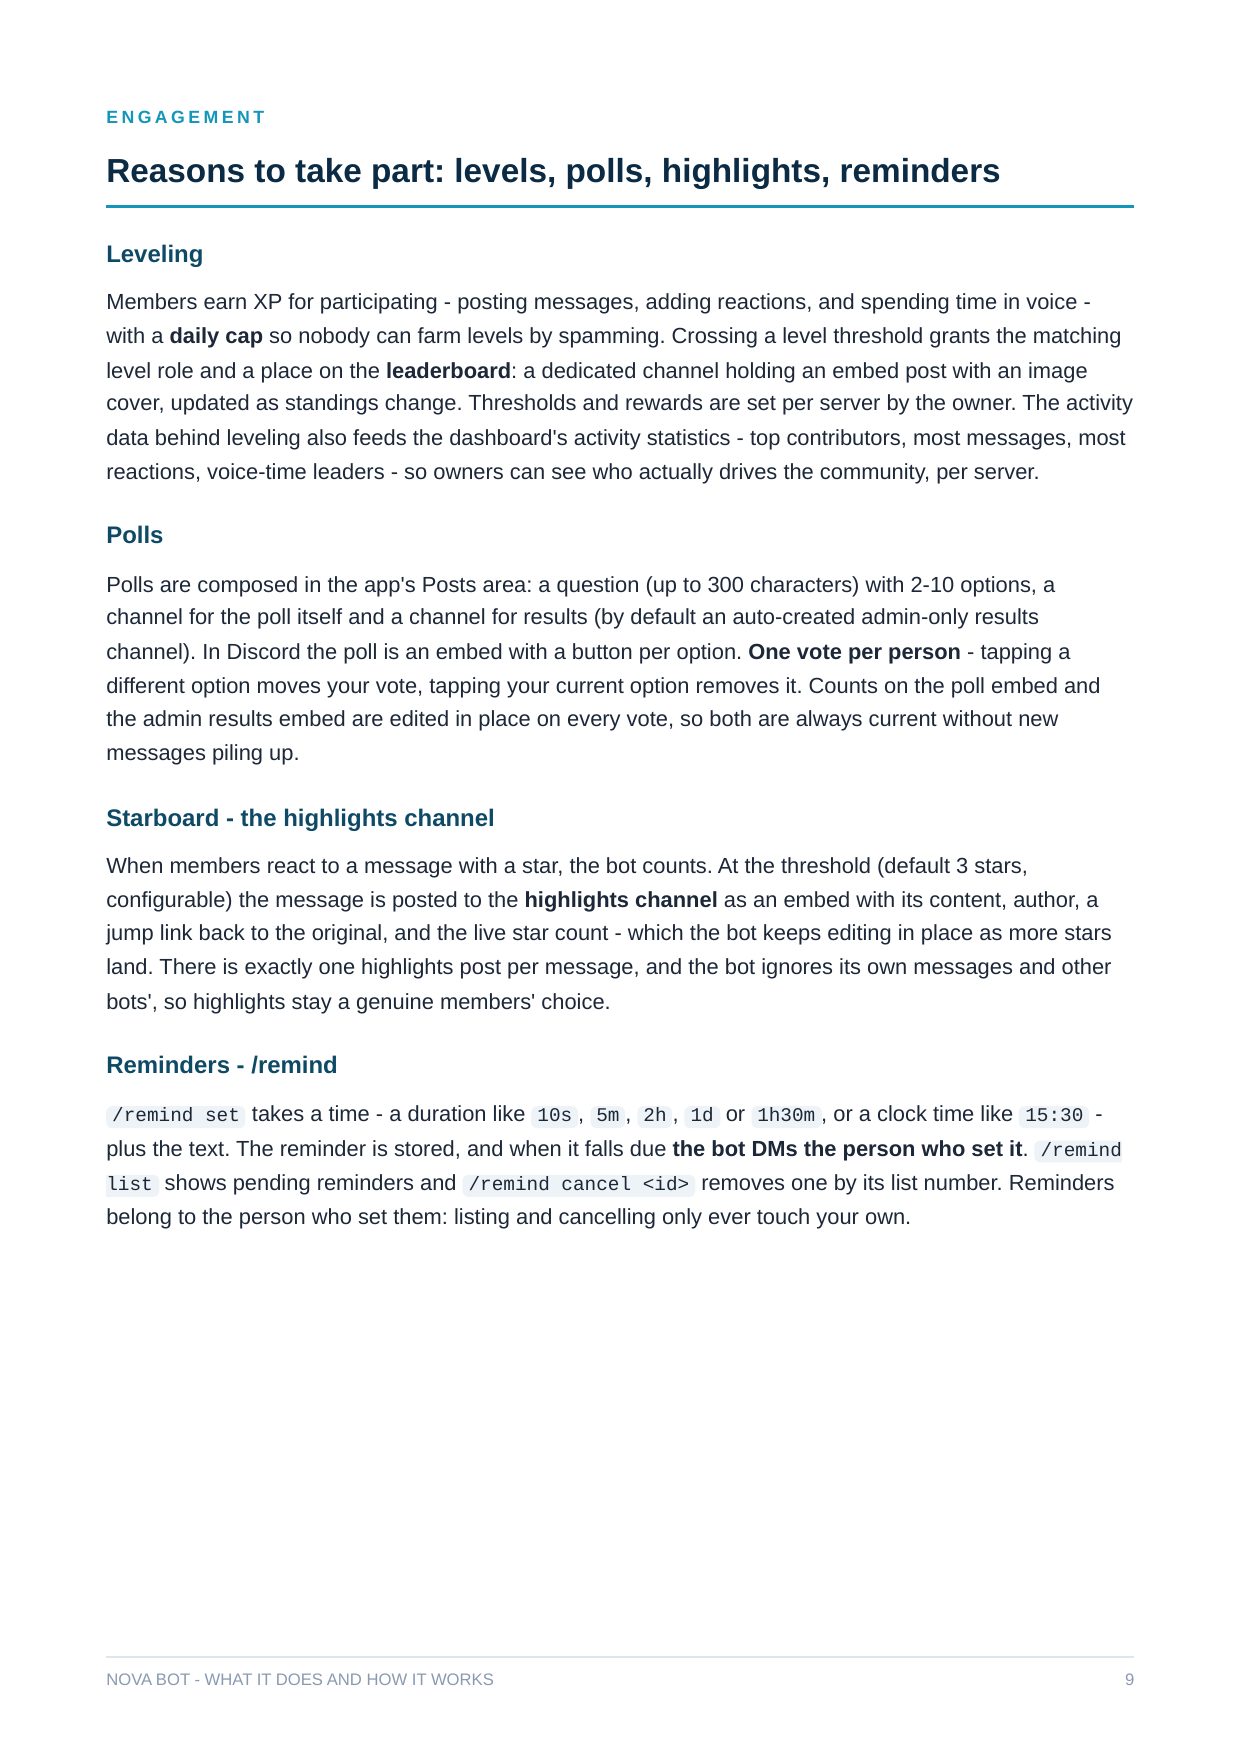 ENGAGEMENT
Reasons to take part: levels, polls, highlights, reminders
Leveling
Members earn XP for participating - posting messages, adding reactions, and spending time in voice -
with a daily cap so nobody can farm levels by spamming. Crossing a level threshold grants the matching
level role and a place on the leaderboard: a dedicated channel holding an embed post with an image
cover, updated as standings change. Thresholds and rewards are set per server by the owner. The activity
data behind leveling also feeds the dashboard's activity statistics - top contributors, most messages, most
reactions, voice-time leaders - so owners can see who actually drives the community, per server.
Polls
Polls are composed in the app's Posts area: a question (up to 300 characters) with 2-10 options, a
channel for the poll itself and a channel for results (by default an auto-created admin-only results
channel). In Discord the poll is an embed with a button per option. One vote per person - tapping a
different option moves your vote, tapping your current option removes it. Counts on the poll embed and
the admin results embed are edited in place on every vote, so both are always current without new
messages piling up.
Starboard - the highlights channel
When members react to a message with a star, the bot counts. At the threshold (default 3 stars,
configurable) the message is posted to the highlights channel as an embed with its content, author, a
jump link back to the original, and the live star count - which the bot keeps editing in place as more stars
land. There is exactly one highlights post per message, and the bot ignores its own messages and other
bots', so highlights stay a genuine members' choice.
Reminders - /remind
/remind set takes a time - a duration like 10s, 5m, 2h, 1d or 1h30m, or a clock time like 15:30 -
plus the text. The reminder is stored, and when it falls due the bot DMs the person who set it. /remind
list shows pending reminders and /remind cancel <id> removes one by its list number. Reminders
belong to the person who set them: listing and cancelling only ever touch your own.
NOVA BOT - WHAT IT DOES AND HOW IT WORKS
9